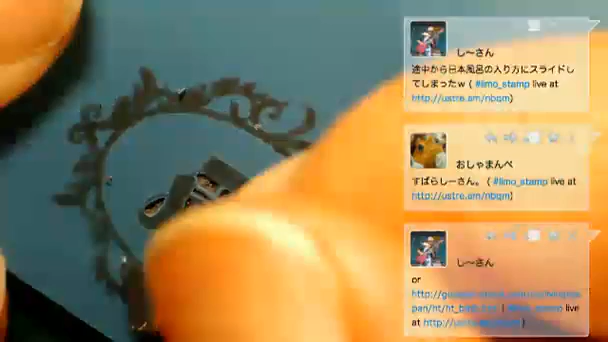 し〜さん
途中から日本風呂の入り方にスライドし
てしまったｗ ( #limo_stamp live at
http://ustre.am/nbqm)
おしゃまんべ
すばらしーさん。 ( #limo_stamp live at
http://ustre.am/nbqm)
し〜さん
or
live
at